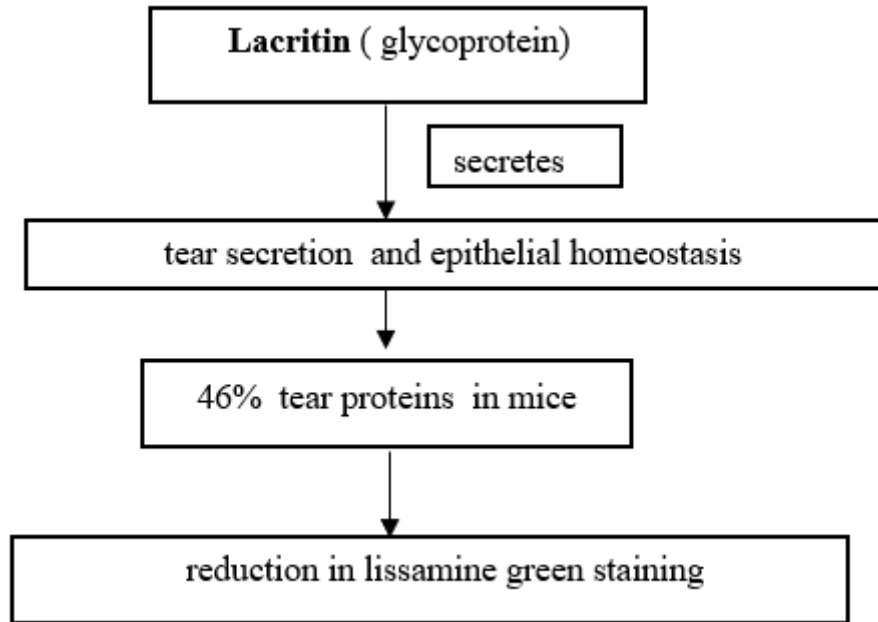 Lacritin ( glycoprotein)
secretes
tear secretion and epithelial homeostasis
46% tear proteins in mice
reduction in lissamine green staining